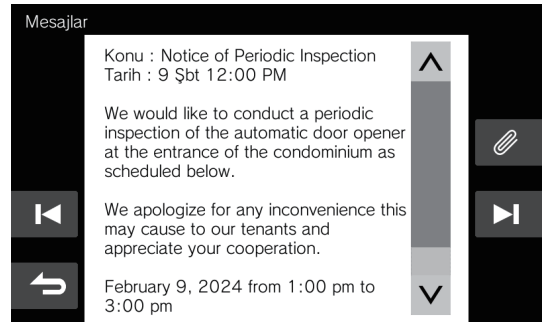 Mesajlar
Konu : Notice of Periodic Inspection
Tarih : 9 Şbt 12:00 PM
We would like to conduct a periodic
inspection of the automatic door opener
at the entrance of the condominium as
scheduled below.
We apologize for any inconvenience this
may cause to our tenants and
appreciate your cooperation.
February 9, 2024 from 1:00 pm to
3:00 pm